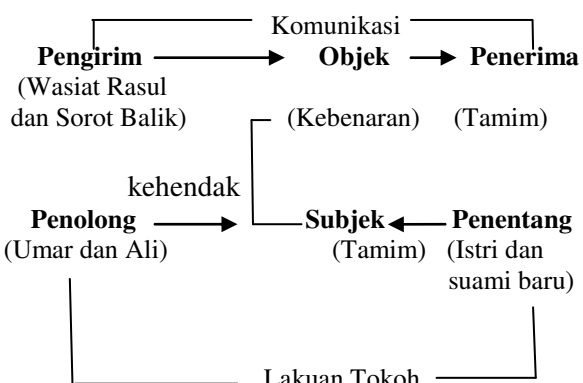 Komunikasi
Pengirim Objek Penerima
(Wasiat Rasul
dan Sorot Balik) (Kebenaran) (Tamim)
kehendak
Penolong Subjek Penentang
(Umar dan Ali) (Tamim) (Istri dan
suami baru)
Lakuan Tokoh